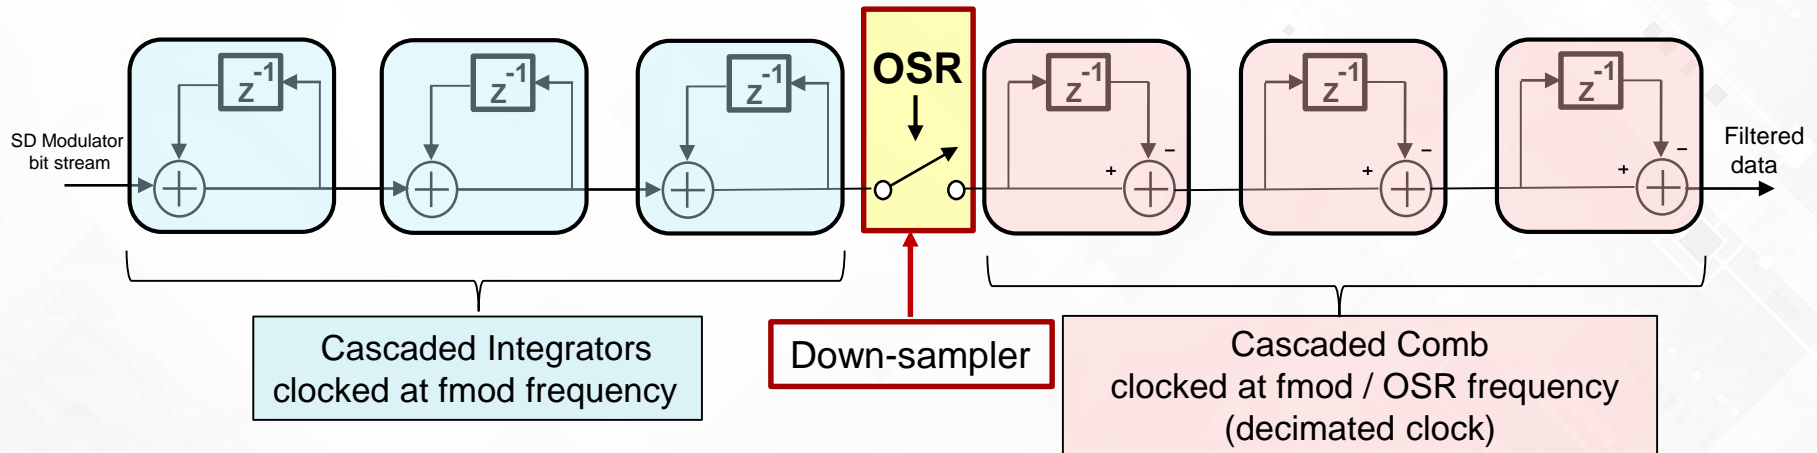 SD Modulator
bit stream
z-1
z-1
z-1
OSR
z-1
z-1
z-1
+
−
+
−
+
−
Filtered
data
Cascaded Integrators
clocked at fmod frequency
Down-sampler
Cascaded Comb
clocked at fmod / OSR frequency
(decimated clock)